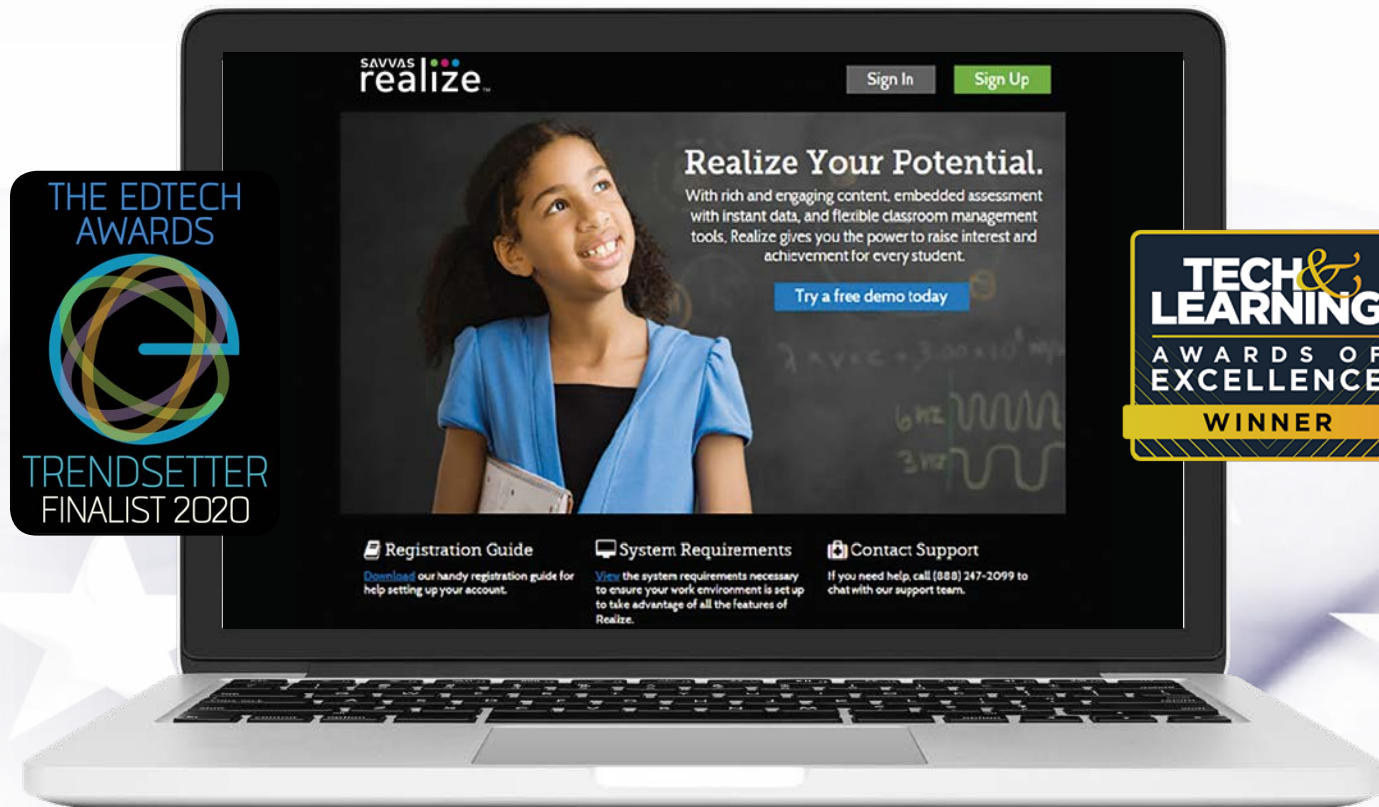 SAVVAS
realize™
Sign In
Sign Up
Realize Your Potential.
With rich and engaging content, embedded assessment
with instant data, and flexible classroom management
tools, Realize gives you the power to raise interest and
achievement for every student.
Try a free demo today
6 hz
3 hz
Registration Guide
Download our handy registration guide for
help setting up your account.
System Requirements
View the system requirements necessary
to ensure your work environment is set up
to take advantage of all the features of
Realize.
Contact Support
If you need help, call (888) 247-2099 to
chat with our support team.
THE EDTECH
AWARDS
TRENDSETTER
FINALIST 2020
TECH&
LEARNING
AWARDS OF
EXCELLENCE
WINNER